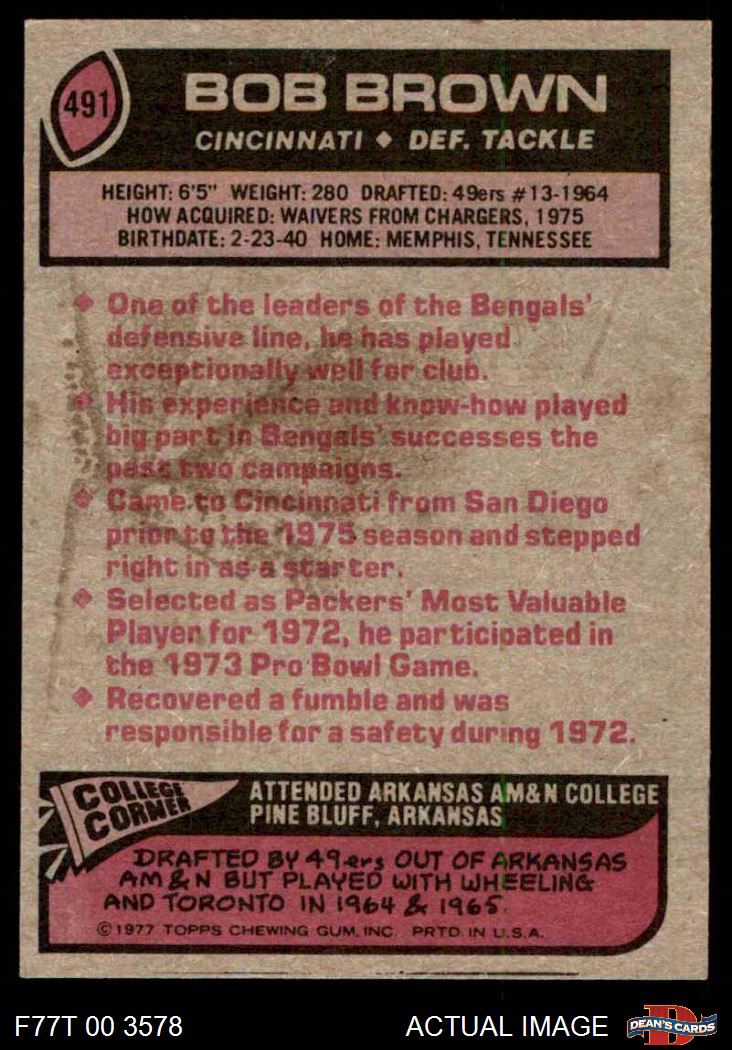 491
BOB BROWN
CINCINNATI ♦ DEF. TACKLE
HEIGHT: 6'5" WEIGHT: 280 DRAFTED: 49ers #13-1964
HOW ACQUIRED: WAIVERS FROM CHARGERS, 1975
BIRTHDATE: 2-23-40 HOME: MEMPHIS, TENNESSEE
♦ One of the leaders of the Bengals'
defensive line, he has played
exceptionally well for club.
♦ His experience and know-how played
big part in Bengals' successes the
past two campaigns.
♦ Came to Cincinnati from San Diego
prior to the 1975 season and stepped
right in as a starter.
♦ Selected as Packers' Most Valuable
Player for 1972, he participated in
the 1973 Pro Bowl Game.
♦ Recovered a fumble and was
responsible for a safety during 1972.
COLLEGE
CORNER
ATTENDED ARKANSAS AM&N COLLEGE
PINE BLUFF, ARKANSAS
DRAFTED BY 49ers OUT OF ARKANSAS
AM & N BUT PLAYED WITH WHEELING
AND TORONTO IN 1964 & 1965.
© 1977 TOPPS CHEWING GUM, INC. PRTD. IN U.S.A.
F77T 00 3578
ACTUAL IMAGE
D
DEAN'S CARDS